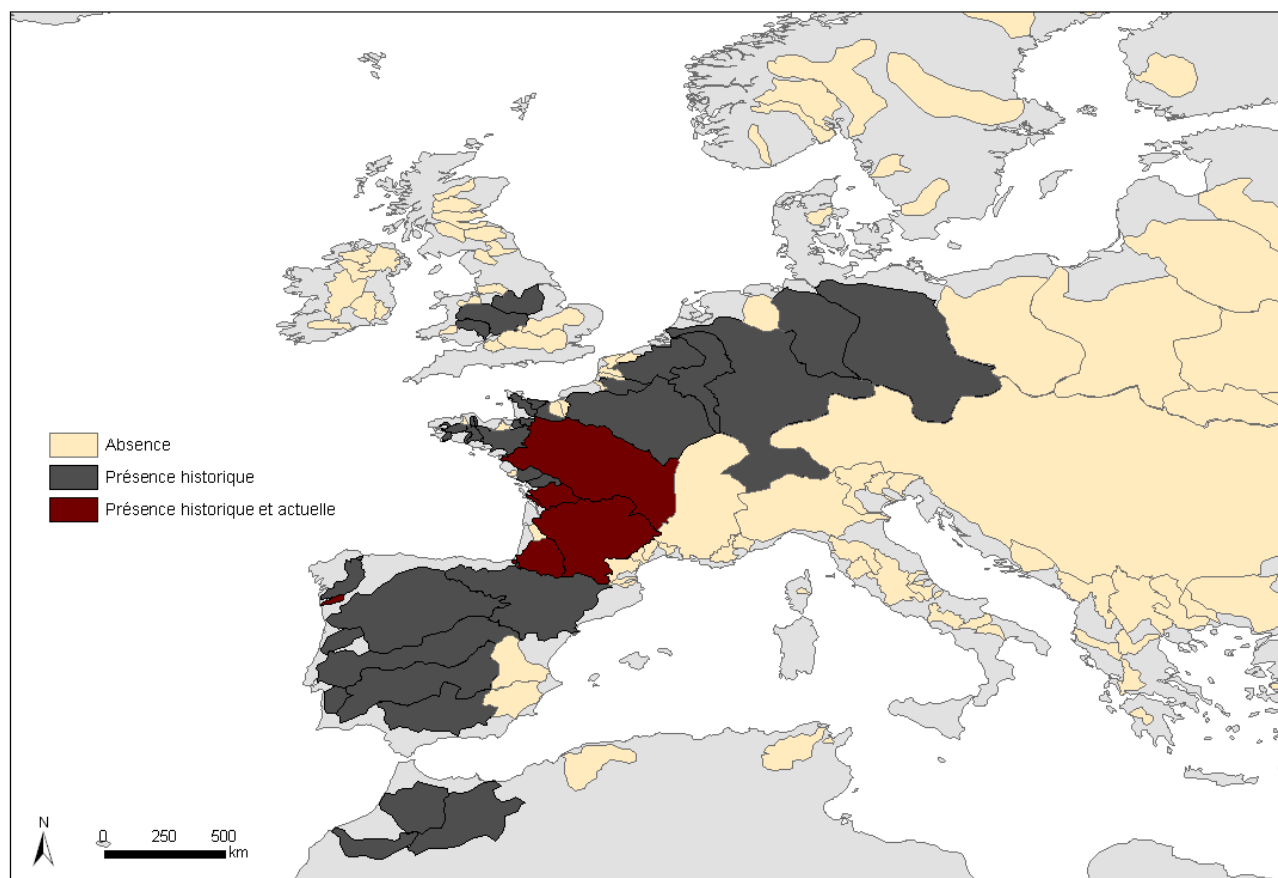 Absence
Présence historique
Présence historique et actuelle
N
0 250 500
km